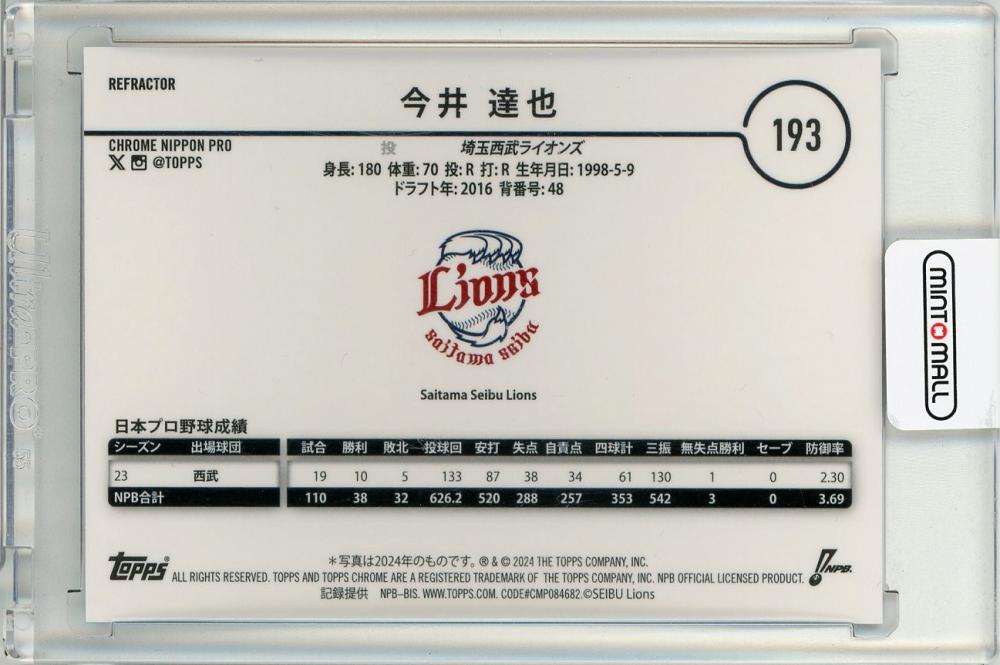 REFRACTOR
今井 達也
193
CHROME NIPPON PRO
@TOPPS
投 埼玉西武ライオンズ
身長: 180 体重: 70 投: R 打: R 生年月日: 1998-5-9
ドラフト年: 2016 背番号: 48
Lions
Saitama Seibu
Saitama Seibu Lions
日本プロ野球成績
シーズン 出場球団 試合 勝利 敗北 投球回 安打 失点 自責点 四球計 三振 無失点勝利 セーブ 防御率
23 西武 19 10 5 133 87 38 34 61 130 1 0 2.30
NPB合計 110 38 32 626.2 520 288 257 353 542 3 0 3.69
topps®
＊写真は2024年のものです。 ® & © 2024 THE TOPPS COMPANY, INC.
ALL RIGHTS RESERVED. TOPPS AND TOPPS CHROME ARE A REGISTERED TRADEMARK OF THE TOPPS COMPANY, INC. NPB OFFICIAL LICENSED PRODUCT.
記録提供 NPB-BIS. WWW.TOPPS.COM. CODE#CMP084682.©SEIBU Lions
NPB.
MINTOMALL
Ultra·PRO®